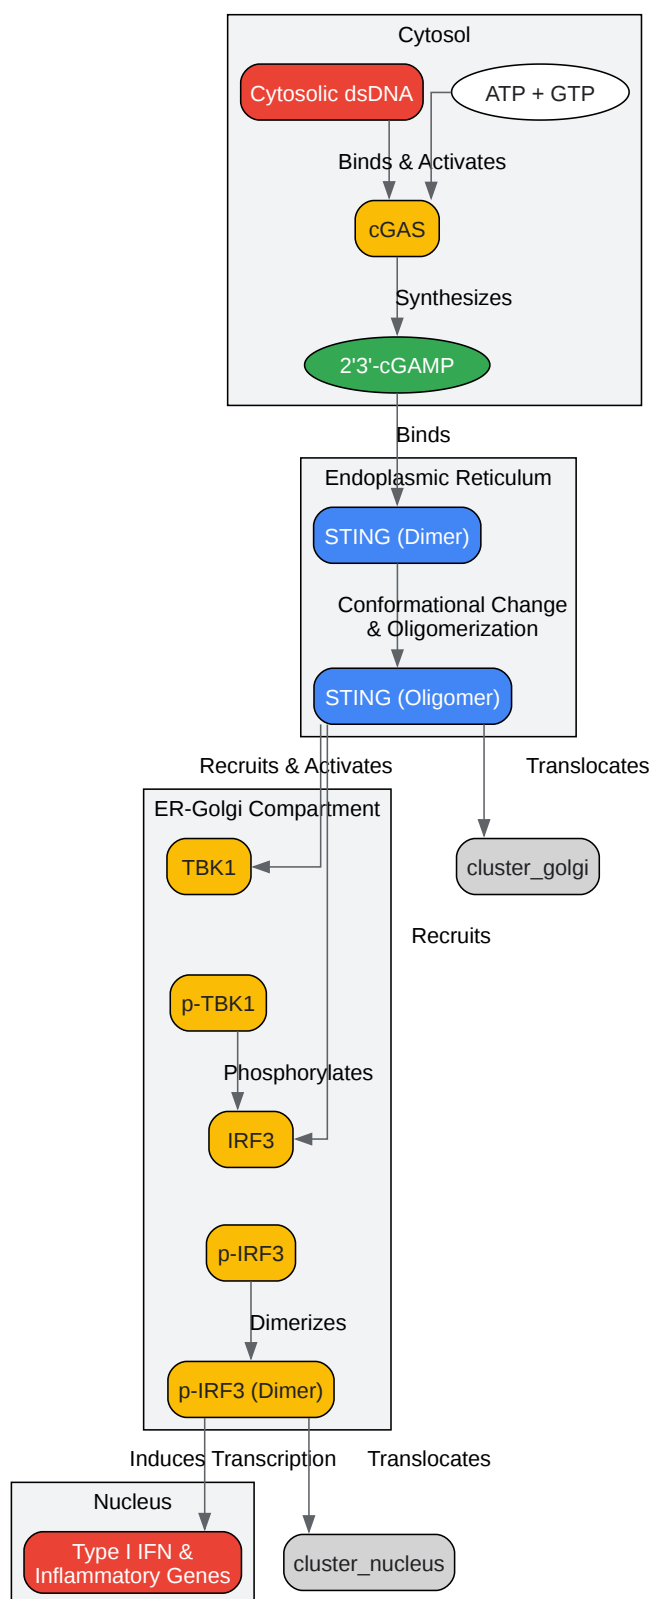 Cytosol
Cytosolic dsDNA
ATP + GTP
Binds & Activates
cGAS
Synthesizes
2'3'-cGAMP
Binds
Endoplasmic Reticulum
STING (Dimer)
Conformational Change
& Oligomerization
STING (Oligomer)
Recruits & Activates
Translocates
ER-Golgi Compartment
TBK1
cluster_golgi
Recruits
p-TBK1
Phosphorylates
IRF3
p-IRF3
Dimerizes
p-IRF3 (Dimer)
Induces Transcription
Translocates
Nucleus
Type I IFN &
Inflammatory Genes
cluster_nucleus